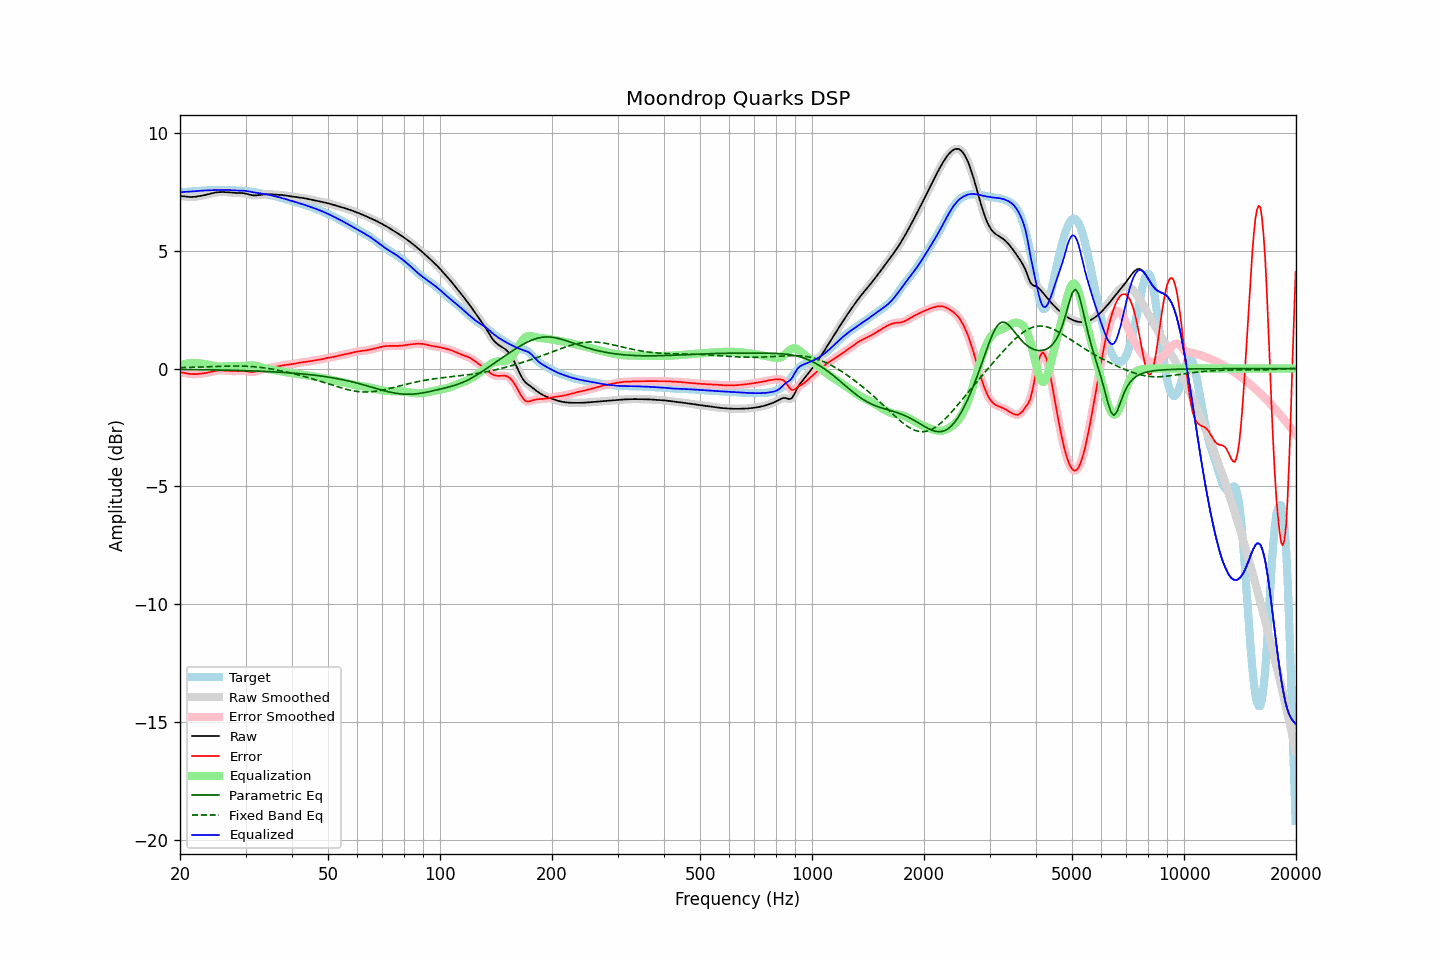 Moondrop Quarks DSP
10
5
0
−5
−10
−15
−20
Amplitude (dBr)
Target
Raw Smoothed
Error Smoothed
Raw
Error
Equalization
Parametric Eq
Fixed Band Eq
Equalized
20 50 100 200 500 1000 2000 5000 10000 20000
Frequency (Hz)